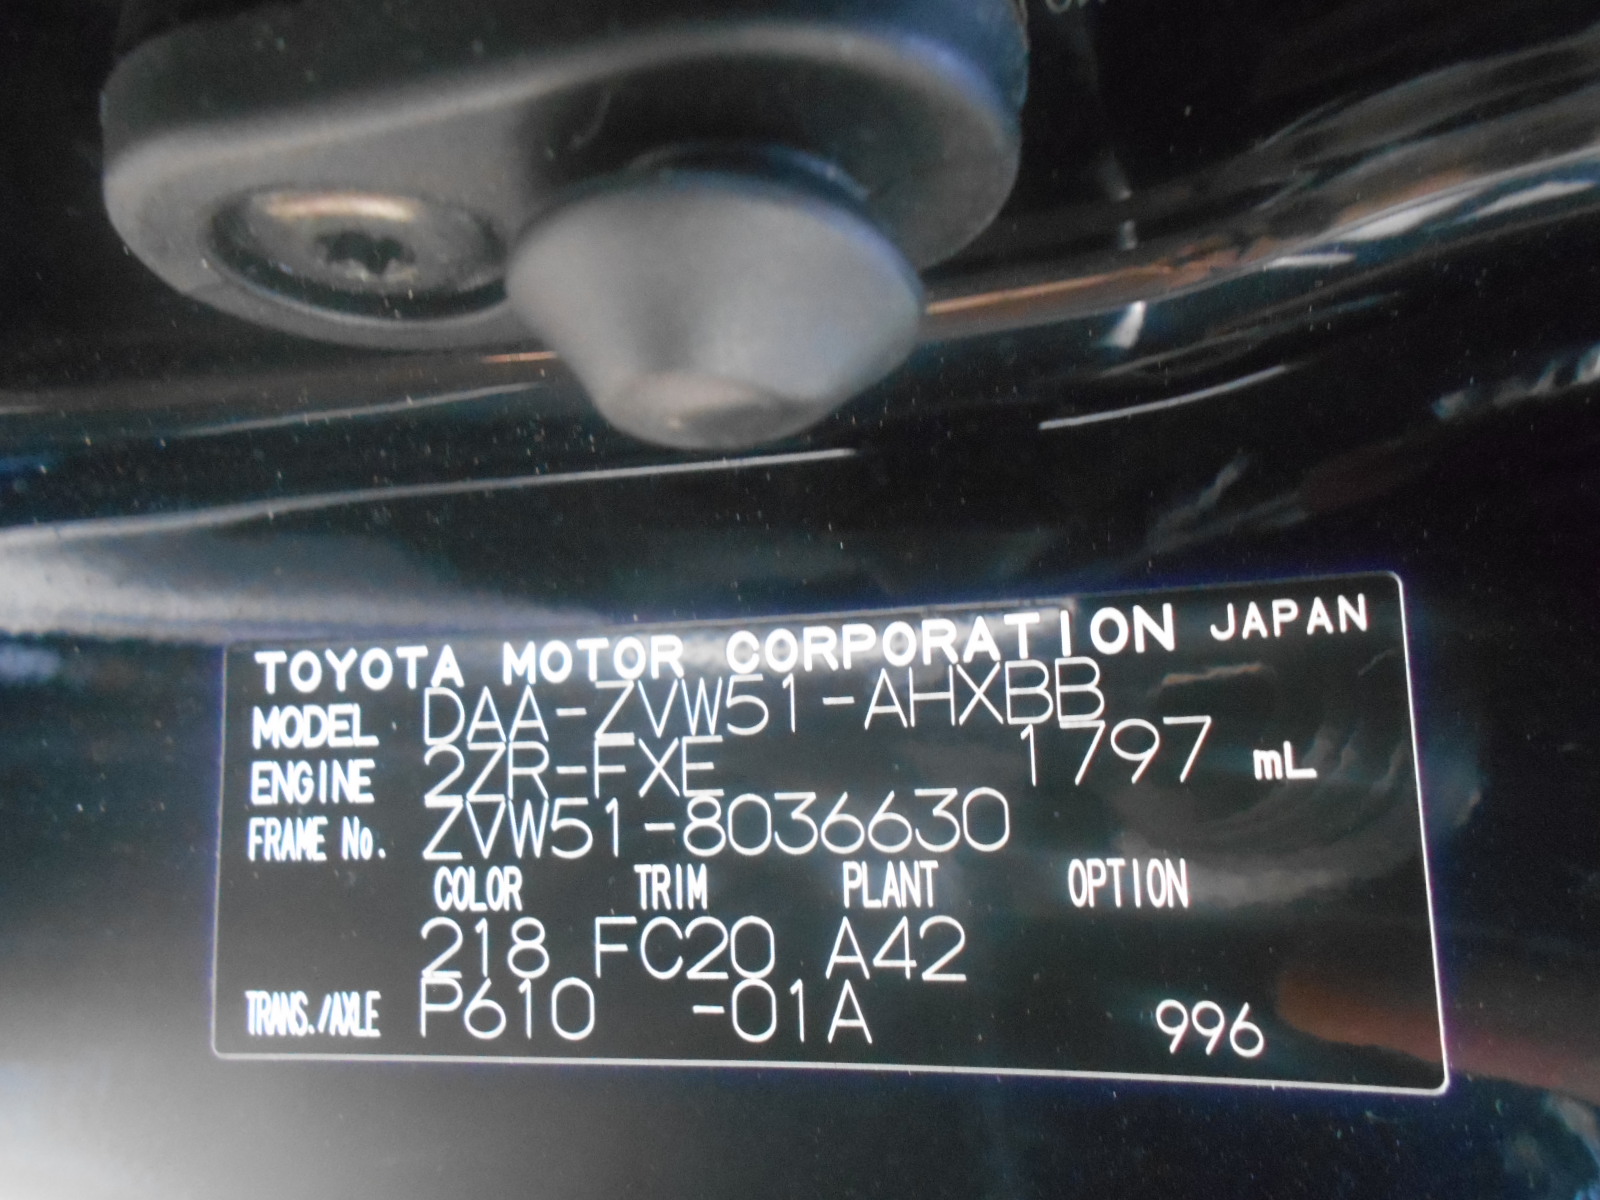 TOYOTA MOTOR CORPORATION JAPAN
MODEL DAA-ZVW51-AHXBB
ENGINE 2ZR-FXE 1797 mL
FRAME No. ZVW51-8036630
COLOR TRIM PLANT OPTION
218 FC20 A42
TRANS./AXLE P610 -01A 996